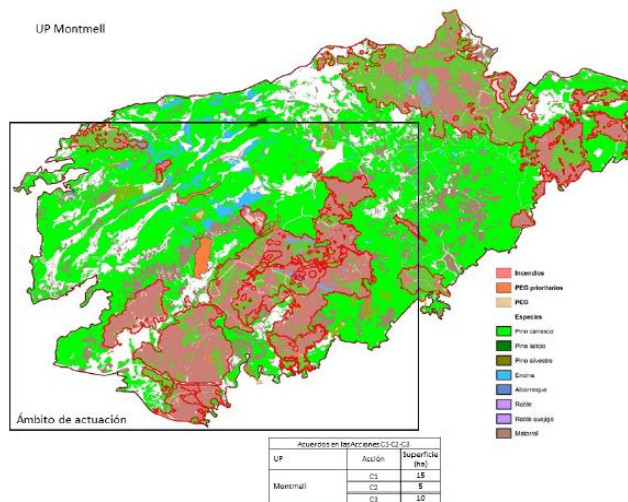 UP Montmell
Incendios
PEG prioritarios
PEG
Especies
Pino carrasco
Pino laricio
Pino silvestre
Encina
Alcornoque
Roble
Roble quejigo
Matorral
Ámbito de actuación
Acuerdos en las Acciones C1-C2-C3
UP Acción Superficie (ha)
Montmell C1 15
C2 5
C3 10